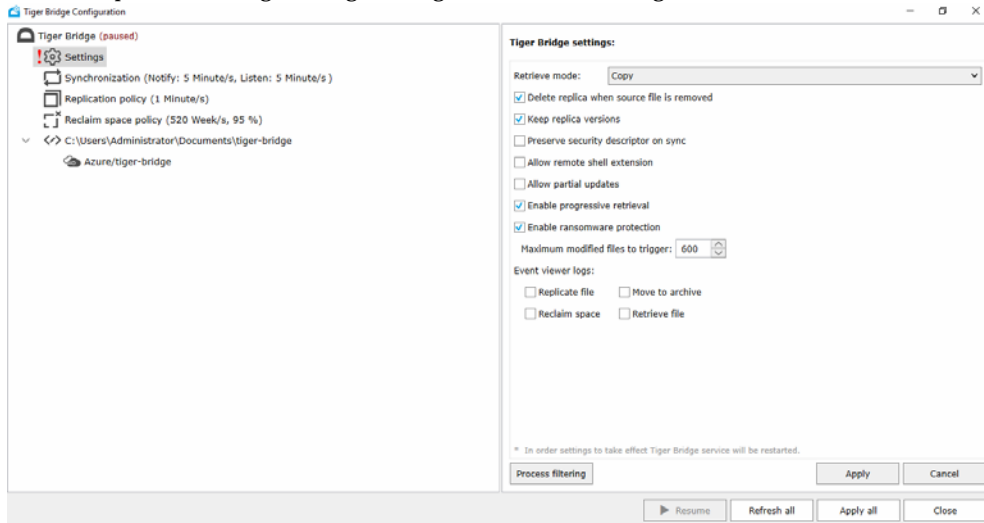 Tiger Bridge Configuration
Tiger Bridge (paused)
Settings
Synchronization (Notify: 5 Minute/s, Listen: 5 Minute/s )
Replication policy (1 Minute/s)
Reclaim space policy (520 Week/s, 95 %)
C:\Users\Administrator\Documents\tiger-bridge
Azure/tiger-bridge
Tiger Bridge settings:
Retrieve mode: Copy
Delete replica when source file is removed
Keep replica versions
Preserve security descriptor on sync
Allow remote shell extension
Allow partial updates
Enable progressive retrieval
Enable ransomware protection
Maximum modified files to trigger: 600
Event viewer logs:
Replicate file Move to archive
Reclaim space Retrieve file
* In order settings to take effect Tiger Bridge service will be restarted.
Process filtering Apply Cancel
Resume Refresh all Apply all Close